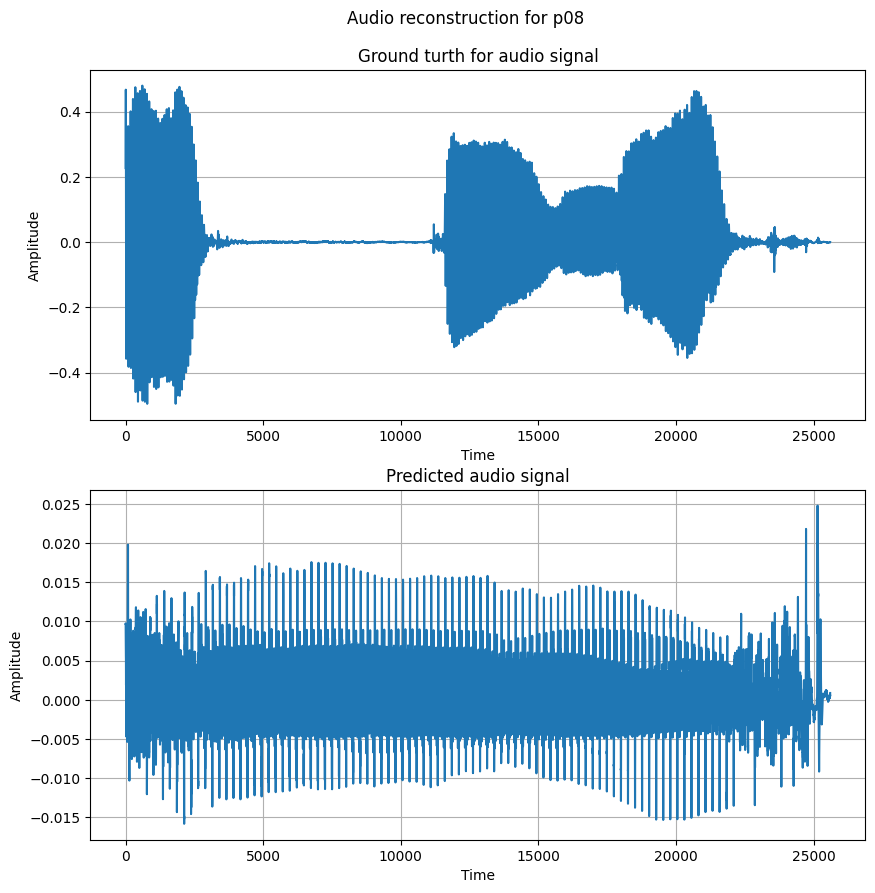 Audio reconstruction for p08
Ground turth for audio signal
0.4
0.2
0.0
−0.2
−0.4
Amplitude
0 5000 10000 15000 20000 25000
Time
Predicted audio signal
0.025
0.020
0.015
0.010
0.005
0.000
−0.005
−0.010
−0.015
Amplitude
0 5000 10000 15000 20000 25000
Time